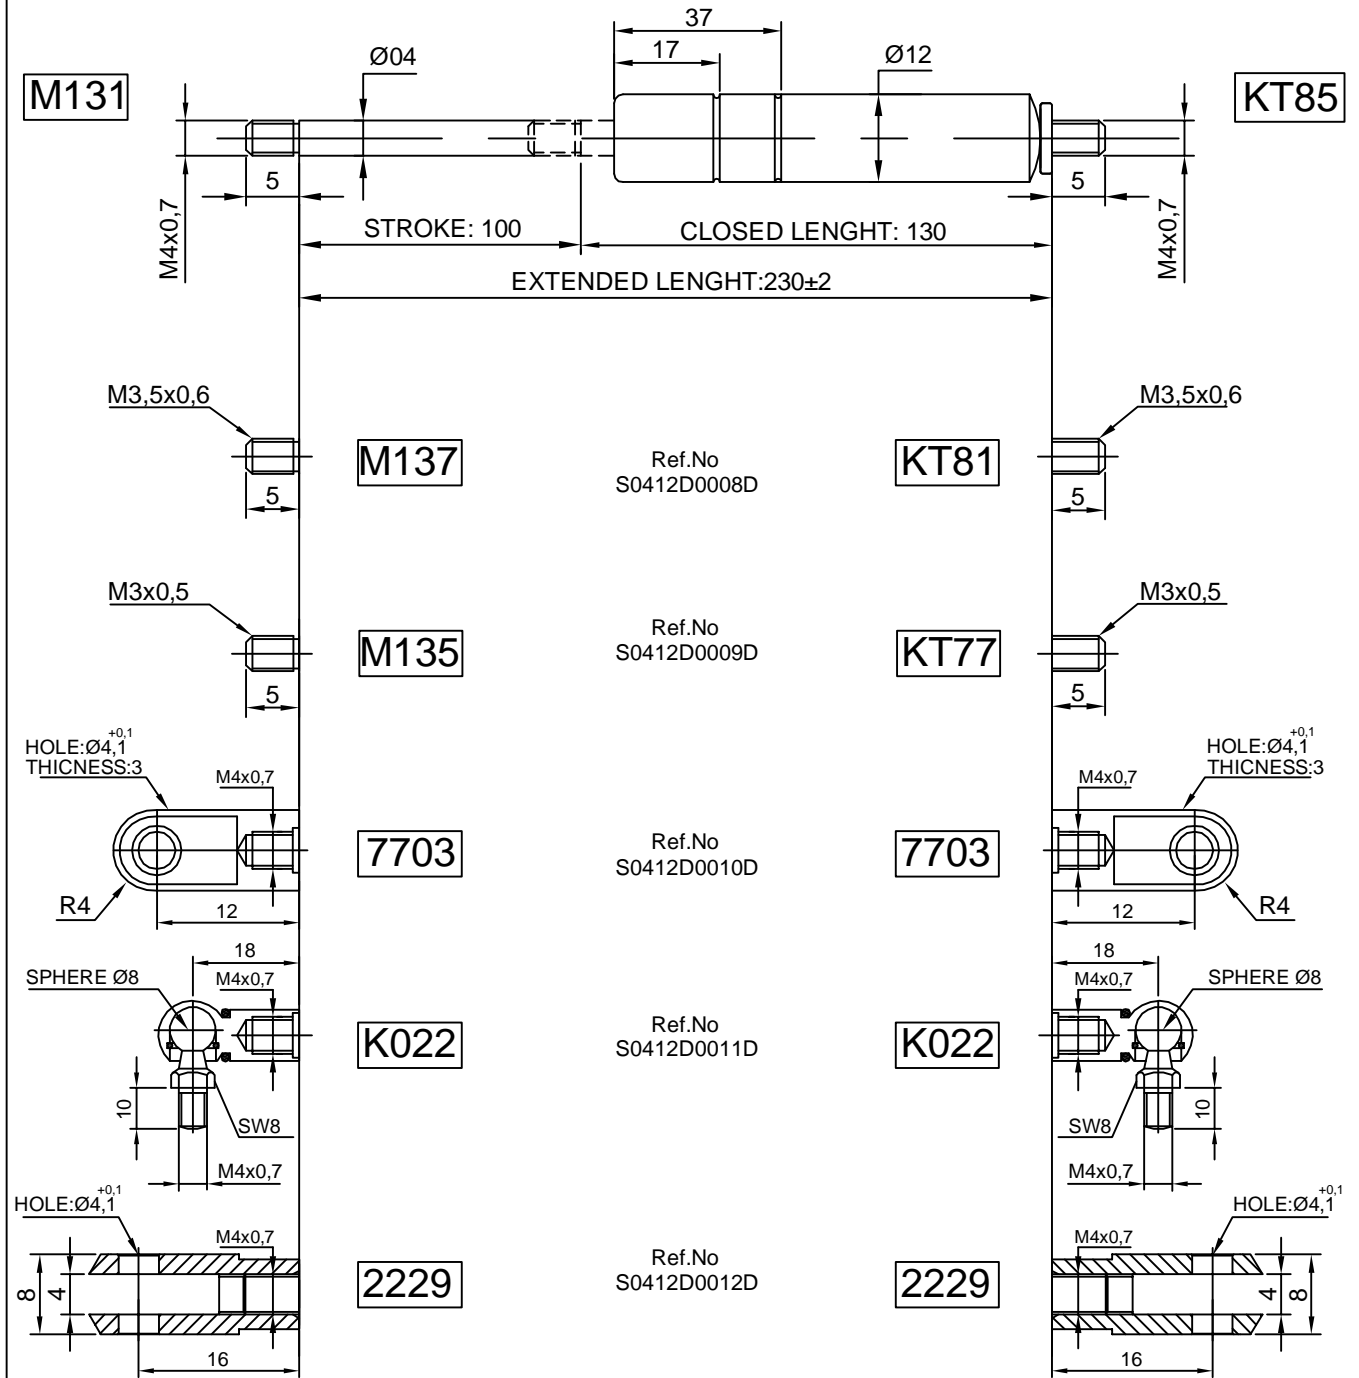 37
17
Ø04
Ø12
M131
KT85
5
5
M4x0,7
M4x0,7
STROKE: 100
CLOSED LENGHT: 130
EXTENDED LENGHT:230±2
M3,5x0,6
M3,5x0,6
M137
Ref.No
S0412D0008D
KT81
5
5
M3x0,5
M3x0,5
M135
Ref.No
S0412D0009D
KT77
5
5
HOLE:Ø4,1 +0,1
THICNESS:3
M4x0,7
M4x0,7
HOLE:Ø4,1 +0,1
THICNESS:3
7703
Ref.No
S0412D0010D
7703
R4
12
12
R4
18
18
SPHERE Ø8
M4x0,7
M4x0,7
SPHERE Ø8
K022
Ref.No
S0412D0011D
K022
10
SW8
SW8
10
M4x0,7
M4x0,7
HOLE:Ø4,1 +0,1
HOLE:Ø4,1 +0,1
M4x0,7
M4x0,7
8
4
2229
Ref.No
S0412D0012D
2229
4
8
16
16